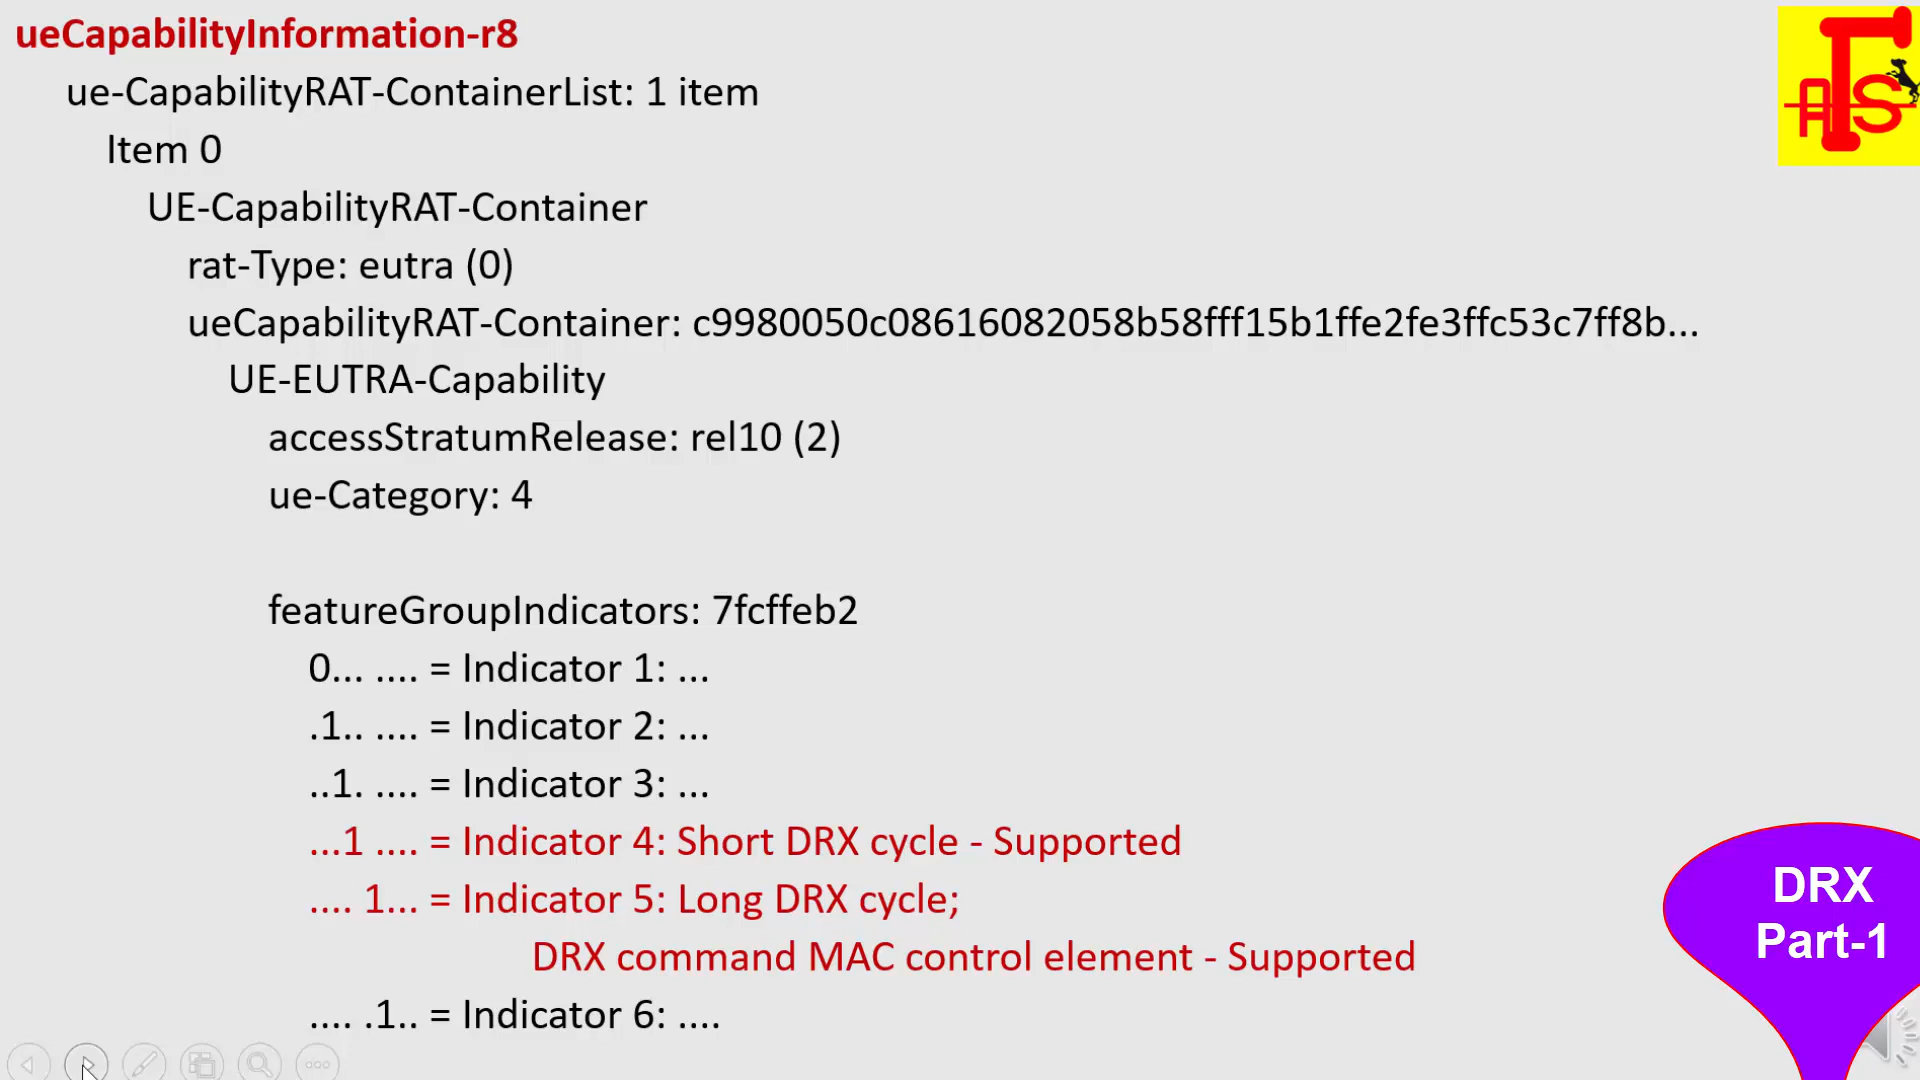 ueCapabilityInformation-r8
ue-CapabilityRAT-ContainerList: 1 item
Item 0
UE-CapabilityRAT-Container
rat-Type: eutra (0)
ueCapabilityRAT-Container: c9980050c08616082058b58fff15b1ffe2fe3ffc53c7ff8b...
UE-EUTRA-Capability
accessStratumRelease: rel10 (2)
ue-Category: 4
featureGroupIndicators: 7fcffeb2
0... .... = Indicator 1: ...
.1.. .... = Indicator 2: ...
..1. .... = Indicator 3: ...
...1 .... = Indicator 4: Short DRX cycle - Supported
.... 1... = Indicator 5: Long DRX cycle;
DRX command MAC control element - Supported
.... .1.. = Indicator 6: ....
ATS
DRX
Part-1